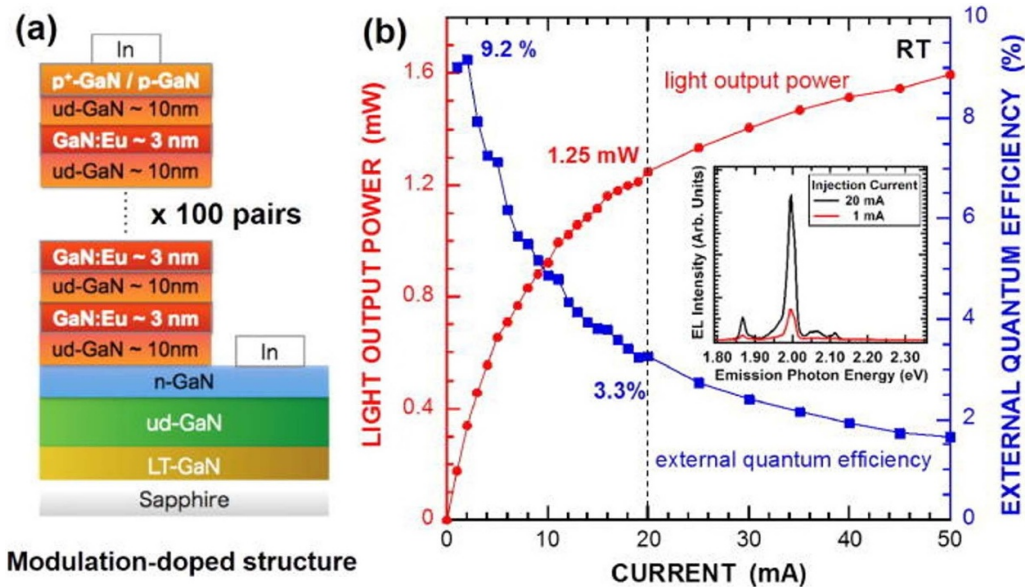 (a)
In
p⁺-GaN / p-GaN
ud-GaN ~ 10nm
GaN:Eu ~ 3 nm
ud-GaN ~ 10nm
x 100 pairs
GaN:Eu ~ 3 nm
ud-GaN ~ 10nm
GaN:Eu ~ 3 nm
ud-GaN ~ 10nm
In
n-GaN
ud-GaN
LT-GaN
Sapphire
Modulation-doped structure
(b)
LIGHT OUTPUT POWER (mW)
1.6
1.2
0.8
0.4
0
9.2 %
RT
light output power
1.25 mW
3.3%
external quantum efficiency
EL Intensity (Arb. Units)
Injection Current
20 mA
1 mA
1.80 1.90 2.00 2.10 2.20 2.30
Emission Photon Energy (eV)
10
8
6
4
2
0
EXTERNAL QUANTUM EFFICIENCY (%)
0 10 20 30 40 50
CURRENT (mA)